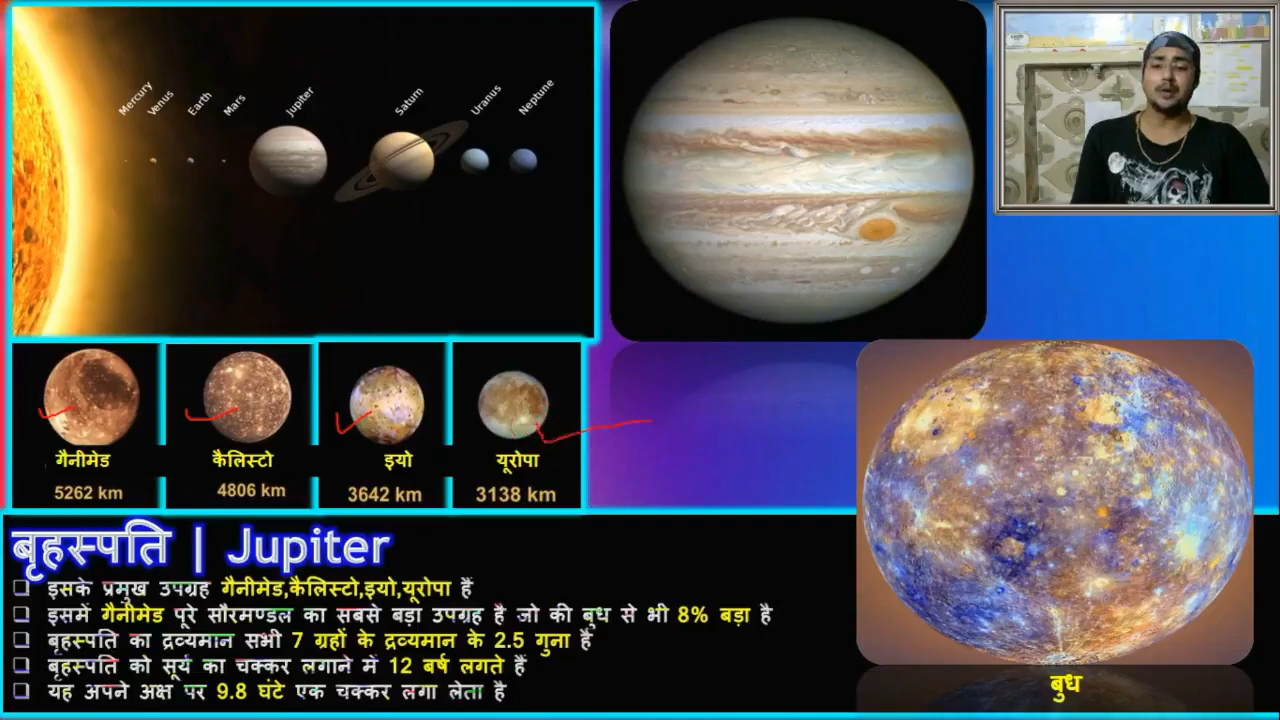 Mercury
Venus
Earth
Mars
Jupiter
Saturn
Uranus
Neptune
गैनीमेड
कैलिस्टो
इयो
यूरोपा
5262 km
4806 km
3642 km
3138 km
बृहस्पति | Jupiter
इसके प्रमुख उपग्रह गैनीमेड,कैलिस्टो,इयो,यूरोपा हैं
इसमें गैनीमेड पूरे सौरमण्डल का सबसे बड़ा उपग्रह है जो की बुध से भी 8% बड़ा है
बृहस्पति का द्रव्यमान सभी 7 ग्रहों के द्रव्यमान के 2.5 गुना है
बृहस्पति को सूर्य का चक्कर लगाने में 12 बर्ष लगते हैं
यह अपने अक्ष पर 9.8 घंटे एक चक्कर लगा लेता है
बुध